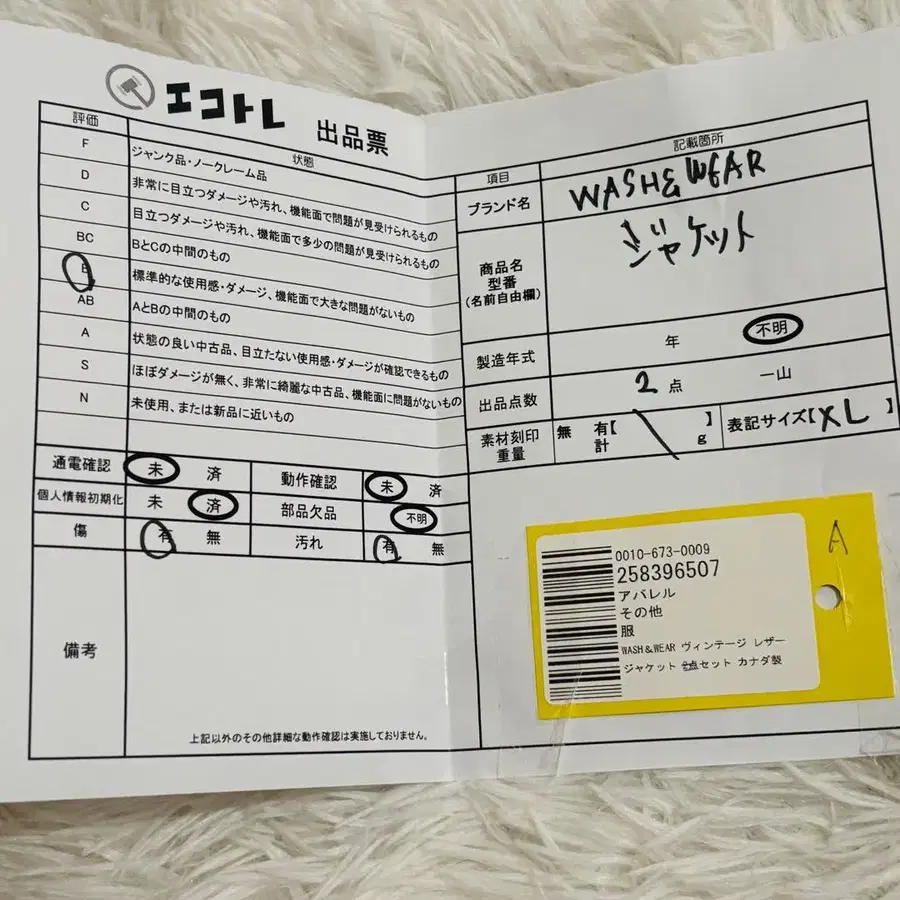 エコトレ 出品票
評価 状態
F ジャンク品・ノークレーム品
D 非常に目立つダメージや汚れ、機能面で問題が見受けられるもの
C 目立つダメージや汚れ、機能面で多少の問題が見受けられるもの
BC BとCの中間のもの
B 標準的な使用感・ダメージ、機能面で大きな問題がないもの
AB AとBの中間のもの
A 状態の良い中古品、目立たない使用感・ダメージが確認できるもの
S ほぼダメージが無く、非常に綺麗な中古品、機能面に問題がないもの
N 未使用、または新品に近いもの
通電確認 未 済 動作確認 未 済
個人情報初期化 未 済 部品欠品 不明
傷 有 無 汚れ 有 無
備考
上記以外のその他詳細な動作確認は実施しておりません。
項目 記載箇所
ブランド名 WASH&WEAR
商品名
型番
(名前自由欄)
ジャケット
製造年式 年 不明
出品点数 2点 一山
素材刻印
重量
無 有【 】
計 g
表記サイズ【XL】
A
0010-673-0009
258396507
アパレル
その他
服
WASH&WEAR ヴィンテージ レザー
ジャケット 2点セット カナダ製